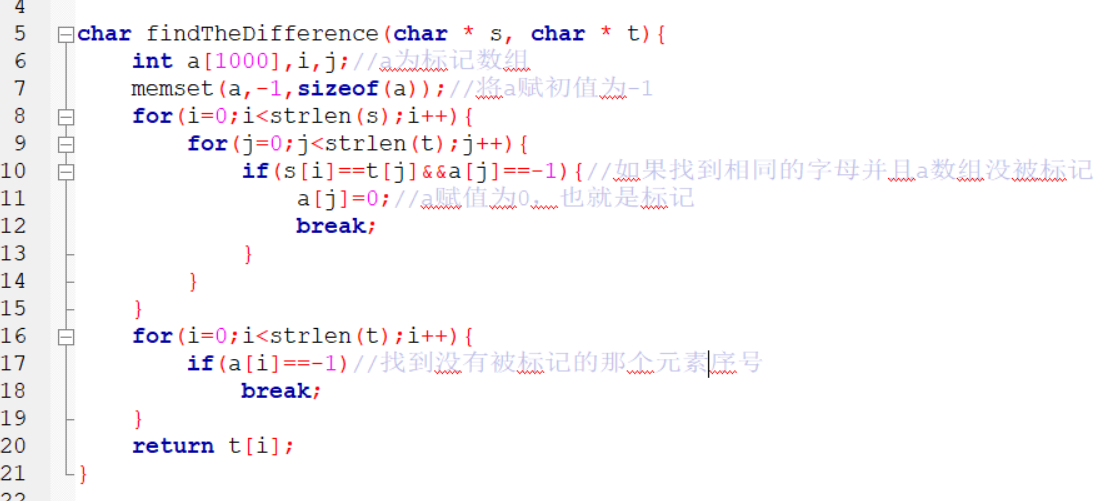 4
5 char findTheDifference(char * s, char * t){
6 int a[1000],i,j;//a为标记数组
7 memset(a,-1,sizeof(a));//将a赋初值为-1
8 for(i=0;i<strlen(s);i++){
9 for(j=0;j<strlen(t);j++){
10 if(s[i]==t[j]&&a[j]==-1){//如果找到相同的字母并且a数组没被标记
11 a[j]=0;//a赋值为0，也就是标记
12 break;
13 }
14 }
15 }
16 for(i=0;i<strlen(t);i++){
17 if(a[i]==-1)//找到没有被标记的那个元素序号
18 break;
19 }
20 return t[i];
21 }
22